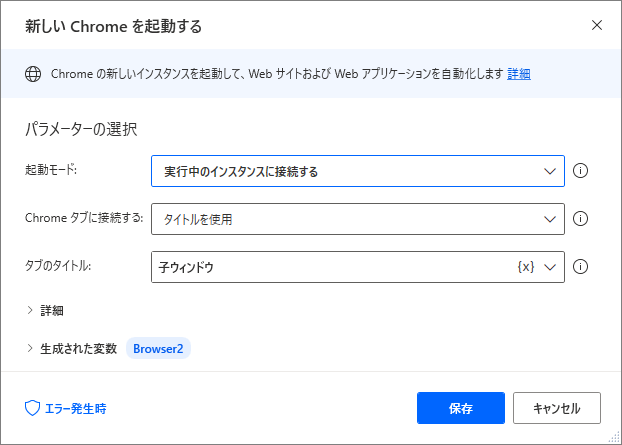 新しい Chrome を起動する
Chrome の新しいインスタンスを起動して、Web サイトおよび Web アプリケーションを自動化します 詳細
パラメーターの選択
起動モード: 実行中のインスタンスに接続する
Chrome タブに接続する: タイトルを使用
タブのタイトル: 子ウィンドウ {x}
詳細
生成された変数 Browser2
エラー発生時 保存 キャンセル